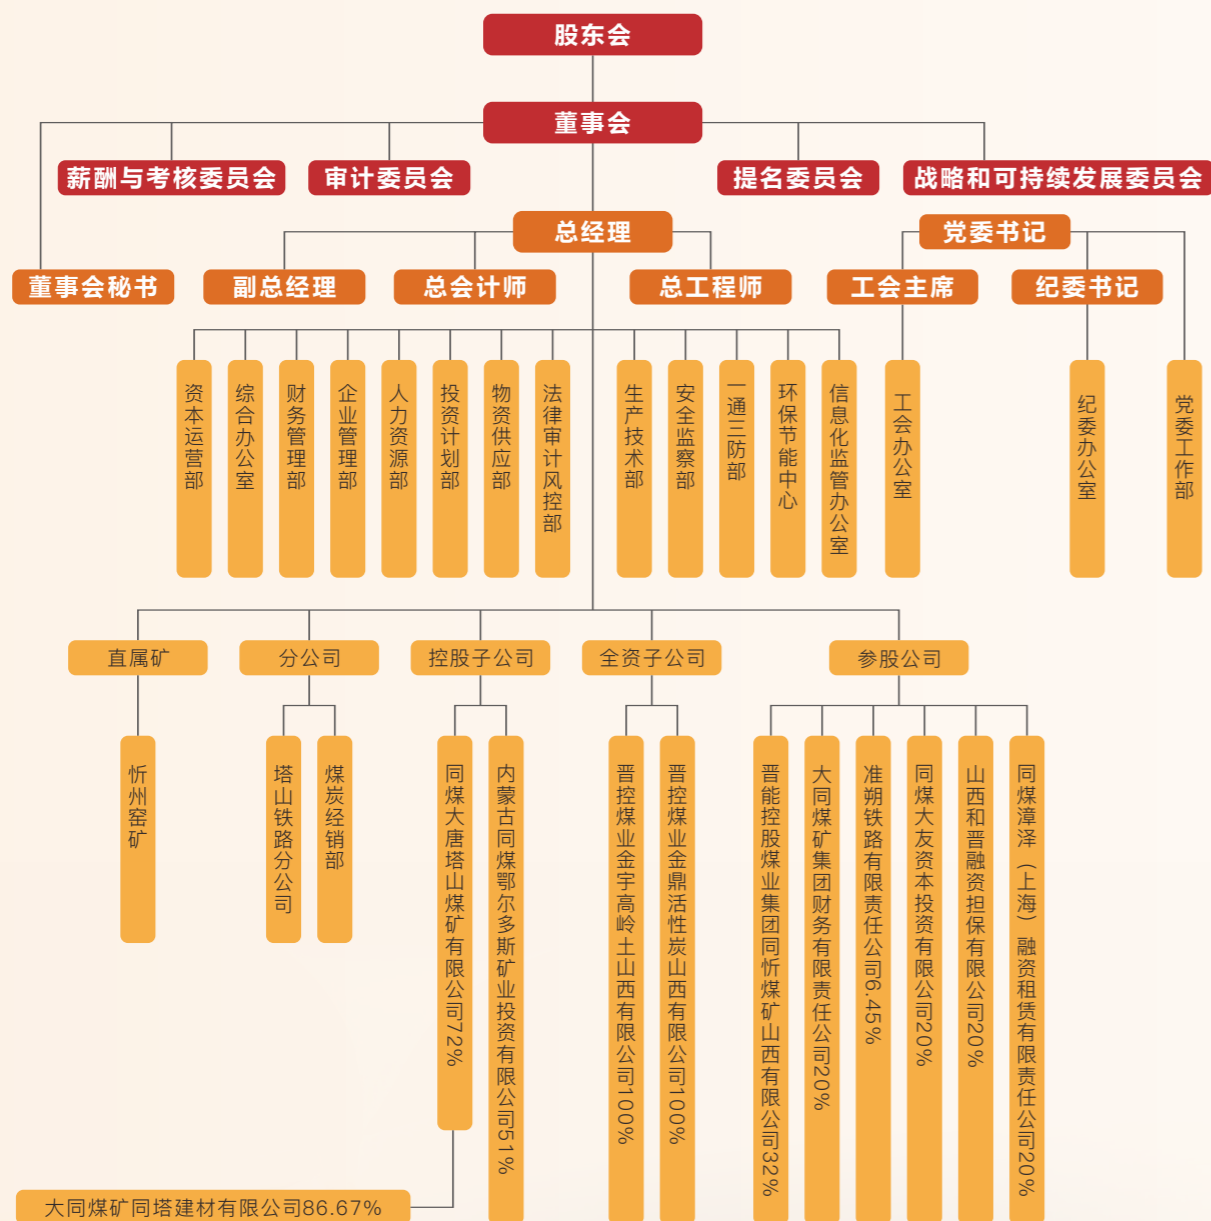 股东会
董事会
薪酬与考核委员会
审计委员会
提名委员会
战略和可持续发展委员会
总经理
党委书记
董事会秘书
副总经理
总会计师
总工程师
工会主席
纪委书记
资本运营部
综合办公室
财务管理部
企业管理部
人力资源部
投资计划部
物资供应部
法律审计风控部
生产技术部
安全监察部
一通三防部
环保节能中心
信息化监管办公室
工会办公室
纪委办公室
党委工作部
直属矿
分公司
控股子公司
全资子公司
参股公司
忻州窑矿
塔山铁路分公司
煤炭经销部
同煤大唐塔山煤矿有限公司72%
内蒙古同煤鄂尔多斯矿业投资有限公司51%
晋控煤业金宇高岭土山西有限公司100%
晋控煤业金鼎活性炭山西有限公司100%
晋能控股煤业集团同忻煤矿山西有限公司32%
大同煤矿集团财务有限责任公司20%
准朔铁路有限责任公司6.45%
同煤大友资本投资有限公司20%
山西和晋融资担保有限公司20%
同煤漳泽（上海）融资租赁有限责任公司20%
大同煤矿同塔建材有限公司86.67%